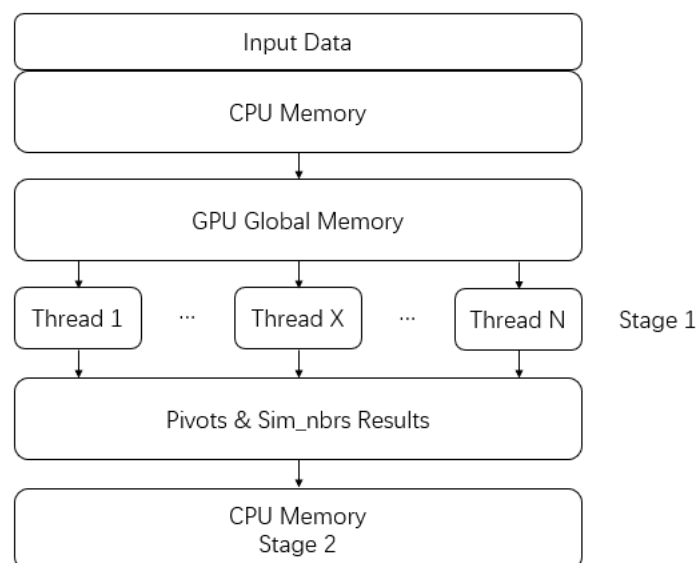 Input Data
CPU Memory
GPU Global Memory
Thread 1 ... Thread X ... Thread N Stage 1
Pivots & Sim_nbrs Results
CPU Memory
Stage 2